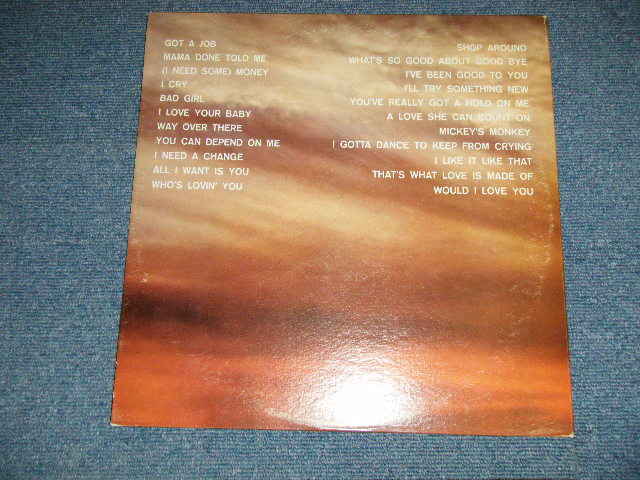 GOT A JOB
MAMA DONE TOLD ME
(I NEED SOME) MONEY
I CRY
BAD GIRL
I LOVE YOUR BABY
WAY OVER THERE
YOU CAN DEPEND ON ME
I NEED A CHANGE
ALL I WANT IS YOU
WHO'S LOVIN' YOU
SHOP AROUND
WHAT'S SO GOOD ABOUT GOOD BYE
I'VE BEEN GOOD TO YOU
I'LL TRY SOMETHING NEW
YOU'VE REALLY GOT A HOLD ON ME
A LOVE SHE CAN COUNT ON
MICKEY'S MONKEY
I GOTTA DANCE TO KEEP FROM CRYING
I LIKE IT LIKE THAT
THAT'S WHAT LOVE IS MADE OF
WOULD I LOVE YOU